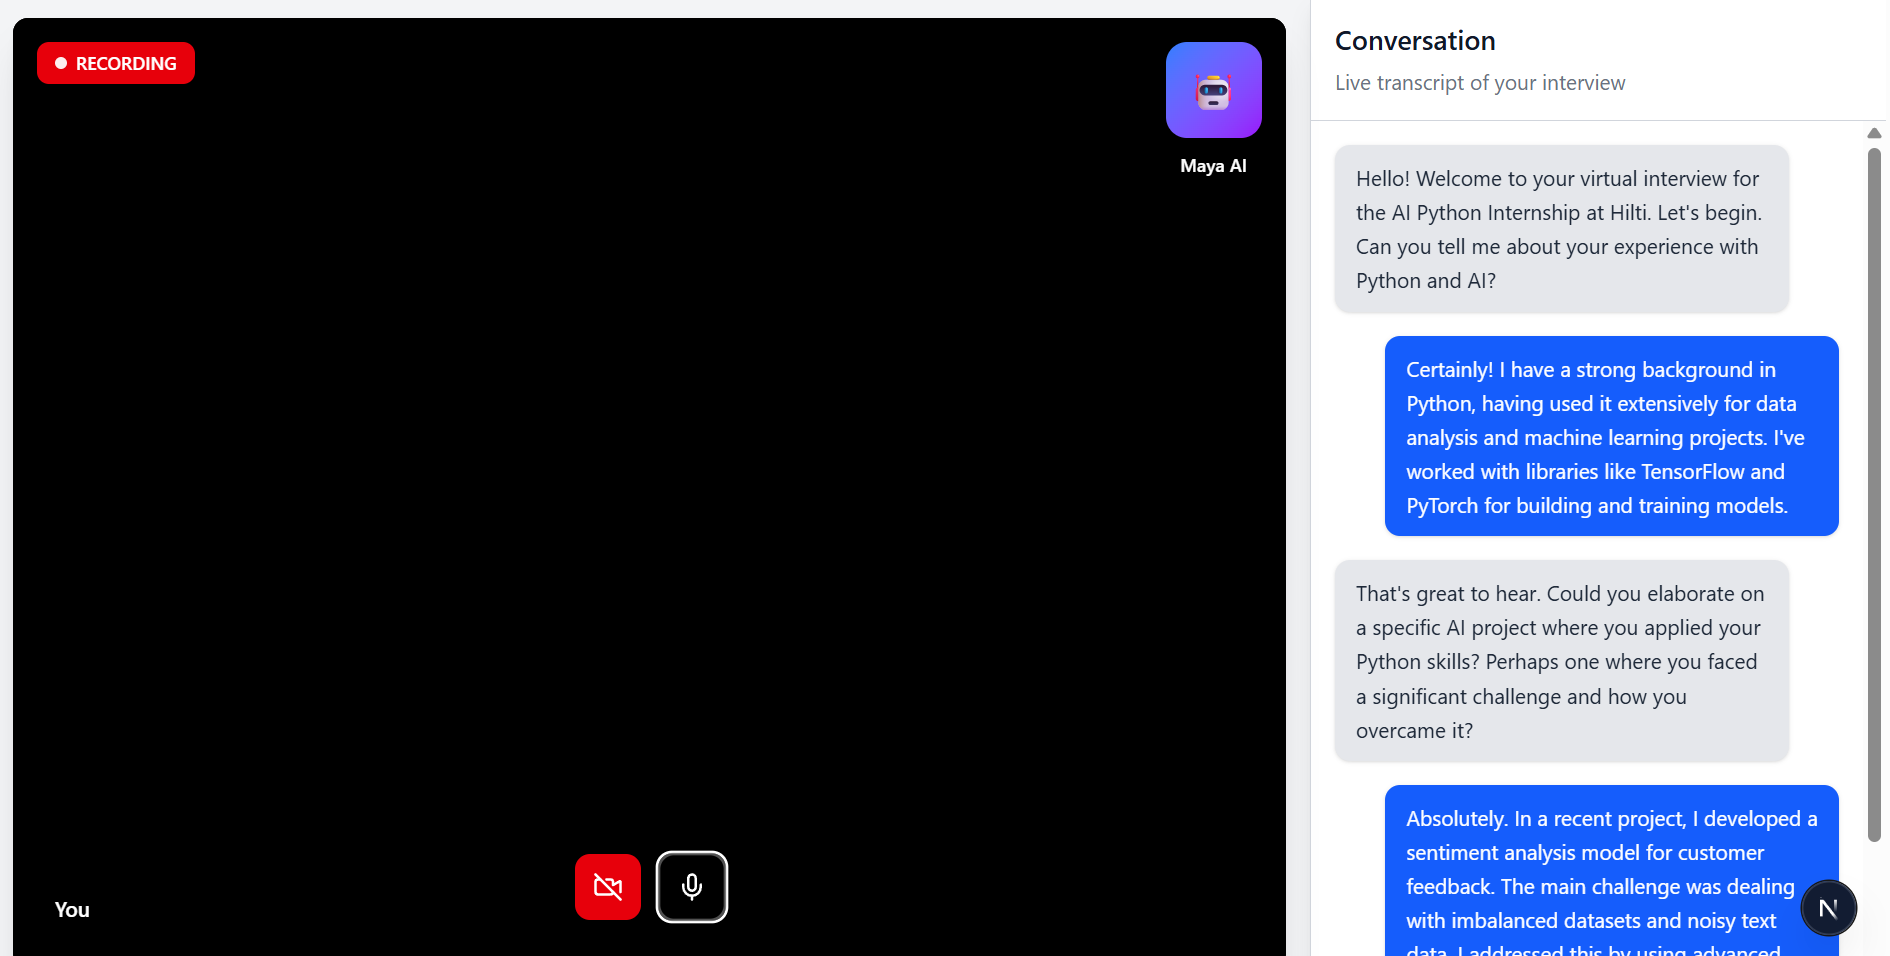 RECORDING
Maya AI
You
Conversation
Live transcript of your interview
Hello! Welcome to your virtual interview for
the AI Python Internship at Hilti. Let's begin.
Can you tell me about your experience with
Python and AI?
Certainly! I have a strong background in
Python, having used it extensively for data
analysis and machine learning projects. I've
worked with libraries like TensorFlow and
PyTorch for building and training models.
That's great to hear. Could you elaborate on
a specific AI project where you applied your
Python skills? Perhaps one where you faced
a significant challenge and how you
overcame it?
Absolutely. In a recent project, I developed a
sentiment analysis model for customer
feedback. The main challenge was dealing
with imbalanced datasets and noisy text
data. I addressed this by using advanced
N